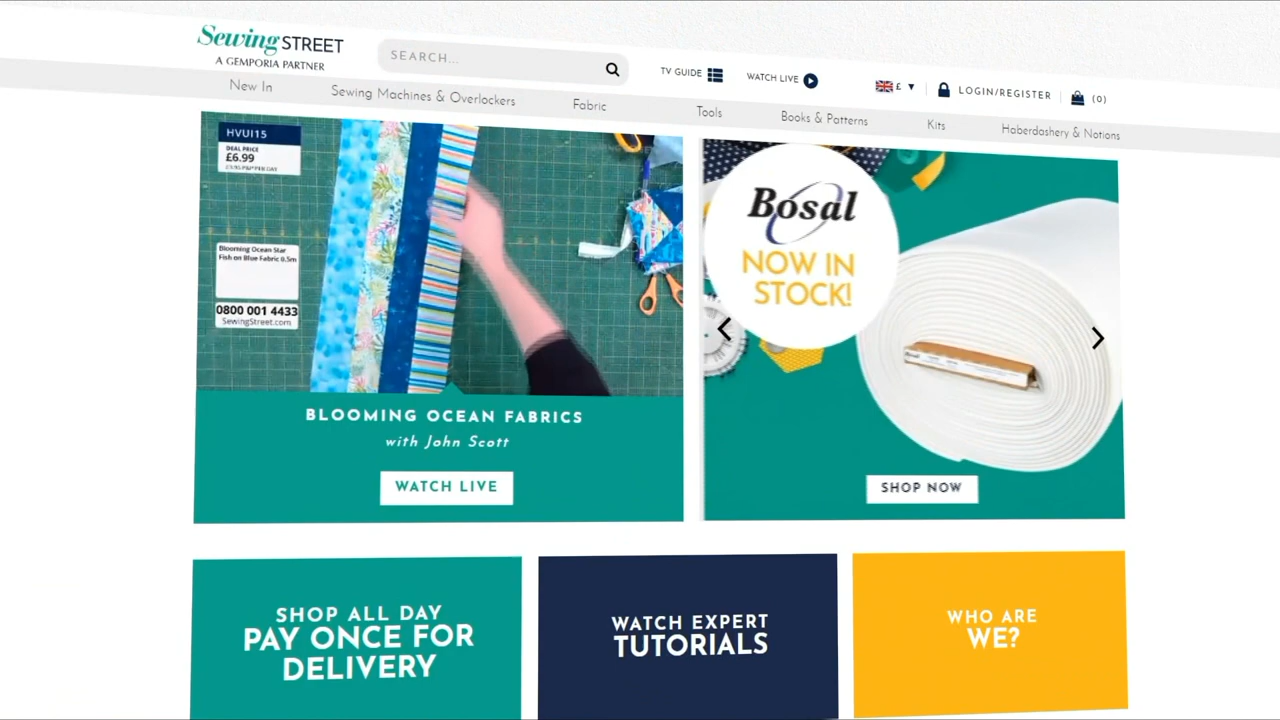 Sewing STREET
A GEMPORIA PARTNER
SEARCH...
TV GUIDE
WATCH LIVE
£
LOGIN/REGISTER
(0)
New In
Sewing Machines & Overlockers
Fabric
Tools
Books & Patterns
Kits
Haberdashery & Notions
HVUI15
DEAL PRICE
£6.99
Blooming Ocean Star
Fish on Blue Fabric 0.5m
0800 001 4433
SewingStreet.com
BLOOMING OCEAN FABRICS
with John Scott
WATCH LIVE
Bosal
NOW IN
STOCK!
SHOP NOW
SHOP ALL DAY
PAY ONCE FOR
DELIVERY
WATCH EXPERT
TUTORIALS
WHO ARE
WE?